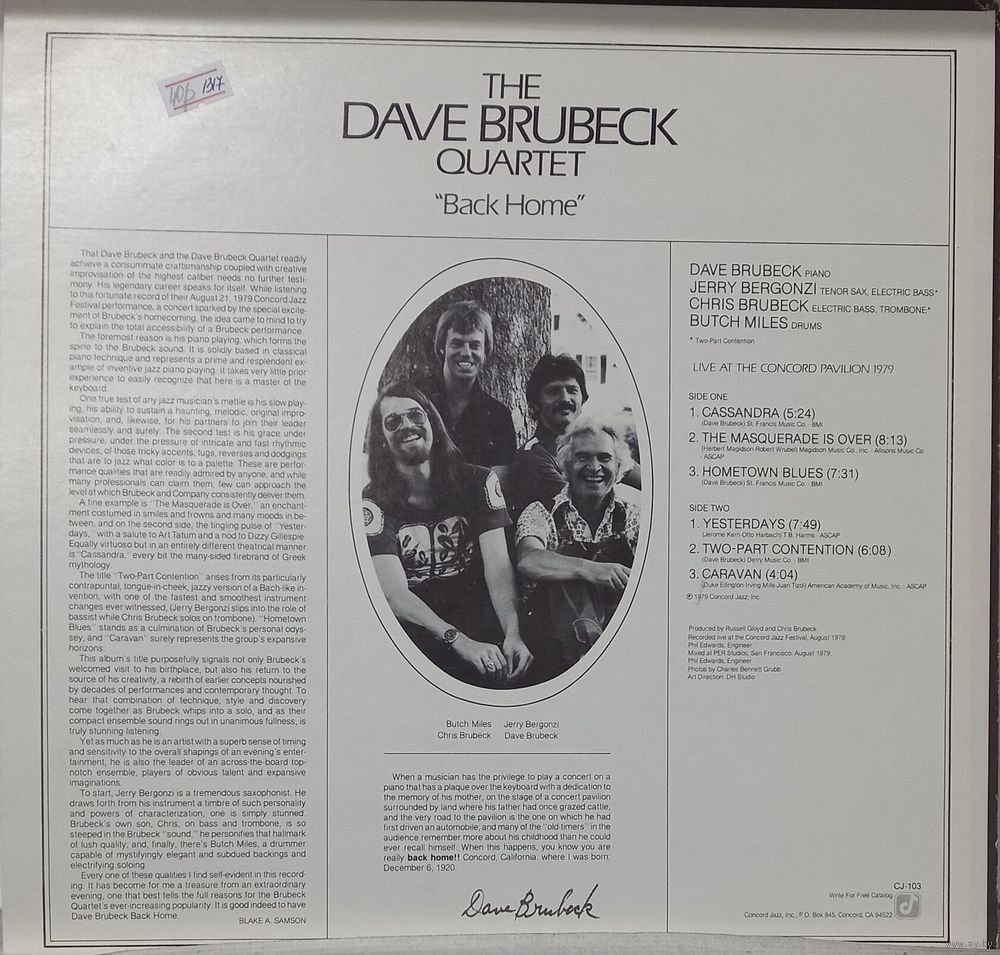 40р 1317
THE
DAVE BRUBECK
QUARTET
“Back Home”
That Dave Brubeck and the Dave Brubeck Quartet readily
achieve a consummate craftsmanship coupled with creative
improvisation of the highest caliber needs no further testi-
mony. His legendary career speaks for itself. While listening
to this fortunate record of their August 21, 1979 Concord Jazz
Festival performance, a concert sparked by the special excite-
ment of Brubeck's homecoming, the idea came to mind to try
to explain the total accessibility of a Brubeck performance.
The foremost reason is his piano playing, which forms the
spine to the Brubeck sound. It is solidly based in classical
piano technique and represents a prime and resplendent ex-
ample of inventive jazz piano playing. It takes very little prior
experience to easily recognize that here is a master of the
keyboard.
One true test of any jazz musician's mettle is his slow play-
ing, his ability to sustain a haunting, melodic, original impro-
visation, and, likewise, for his partners to join their leader
seamlessly and surely. The second test is his grace under
pressure, under the pressure of intricate and fast rhythmic
devices, of those tricky accents, tugs, reverses and dodgings
that are to jazz what color is to a palette. These are perfor-
mance qualities that are readily admired by anyone, and while
many professionals can claim them, few can approach the
level at which Brubeck and Company consistently deliver them.
A fine example is "The Masquerade is Over," an enchant-
ment costumed in smiles and frowns and many moods in be-
tween, and on the second side, the tingling pulse of "Yester-
days," with a salute to Art Tatum and a nod to Dizzy Gillespie.
Equally virtuoso but in an entirely different theatrical manner
is "Cassandra," every bit the many-sided firebrand of Greek
mythology.
The title "Two-Part Contention" arises from its particularly
contrapuntal, tongue-in-cheek, jazzy version of a Bach-like in-
vention, with one of the fastest and smoothest instrument
changes ever witnessed, (Jerry Bergonzi slips into the role of
bassist while Chris Brubeck solos on trombone). "Hometown
Blues" stands as a culmination of Brubeck's personal odys-
sey, and "Caravan" surely represents the group's expansive
horizons.
This album's title purposefully signals not only Brubeck's
welcomed visit to his birthplace, but also his return to the
source of his creativity, a rebirth of earlier concepts nourished
by decades of performances and contemporary thought. To
hear that combination of technique, style and discovery
come together as Brubeck whips into a solo, and as their
compact ensemble sound rings out in unanimous fullness, is
truly stunning listening.
Yet as much as he is an artist with a superb sense of timing
and sensitivity to the overall shapings of an evening's enter-
tainment, he is also the leader of an across-the-board top-
notch ensemble, players of obvious talent and expansive
imaginations.
To start, Jerry Bergonzi is a tremendous saxophonist. He
draws forth from his instrument a timbre of such personality
and powers of characterization, one is simply stunned.
Brubeck's own son, Chris, on bass and trombone, is so
steeped in the Brubeck "sound," he personifies that hallmark
of lush quality; and, finally, there's Butch Miles, a drummer
capable of mystifyingly elegant and subdued backings and
electrifying soloing.
Every one of these qualities I find self-evident in this record-
ing. It has become for me a treasure from an extraordinary
evening, one that best tells the full reasons for the Brubeck
Quartet's ever-increasing popularity. It is good indeed to have
Dave Brubeck Back Home.
BLAKE A. SAMSON
Butch Miles Jerry Bergonzi
Chris Brubeck Dave Brubeck
When a musician has the privilege to play a concert on a
piano that has a plaque over the keyboard with a dedication to
the memory of his mother, on the stage of a concert pavilion
surrounded by land where his father had once grazed cattle;
and the very road to the pavilion is the one on which he had
first driven an automobile; and many of the "old-timers" in the
audience remember more about his childhood than he could
ever recall himself: When this happens, you know you are
really back home!! Concord, California, where I was born:
December 6, 1920.
Dave Brubeck
DAVE BRUBECK PIANO
JERRY BERGONZI TENOR SAX, ELECTRIC BASS*
CHRIS BRUBECK ELECTRIC BASS, TROMBONE*
BUTCH MILES DRUMS
* Two-Part Contention
LIVE AT THE CONCORD PAVILION 1979
SIDE ONE
1. CASSANDRA (5:24)
(Dave Brubeck) St. Francis Music Co. - BMI
2. THE MASQUERADE IS OVER (8:13)
(Herbert Magidson-Robert Wrubel) Magidson Music Co., Inc. - Allisons Music Co.
- ASCAP
3. HOMETOWN BLUES (7:31)
(Dave Brubeck) St. Francis Music Co. - BMI
SIDE TWO
1. YESTERDAYS (7:49)
(Jerome Kern-Otto Harbach) T.B. Harms - ASCAP
2. TWO-PART CONTENTION (6:08)
(Dave Brubeck) Derry Music Co. - BMI
3. CARAVAN (4:04)
(Duke Ellington-Irving Mills-Juan Tizol) American Academy of Music, Inc. - ASCAP
℗ 1979 Concord Jazz, Inc.
Produced by Russell Gloyd and Chris Brubeck
Recorded live at the Concord Jazz Festival, August 1979.
Phil Edwards, Engineer
Mixed at PER Studios, San Francisco, August 1979.
Phil Edwards, Engineer
Photos by Charles Bennett Grubb
Art Direction: DH Studio
CJ-103
Write For Free Catalog
Concord Jazz, Inc., P.O. Box 845, Concord, CA 94522
www.ay.by